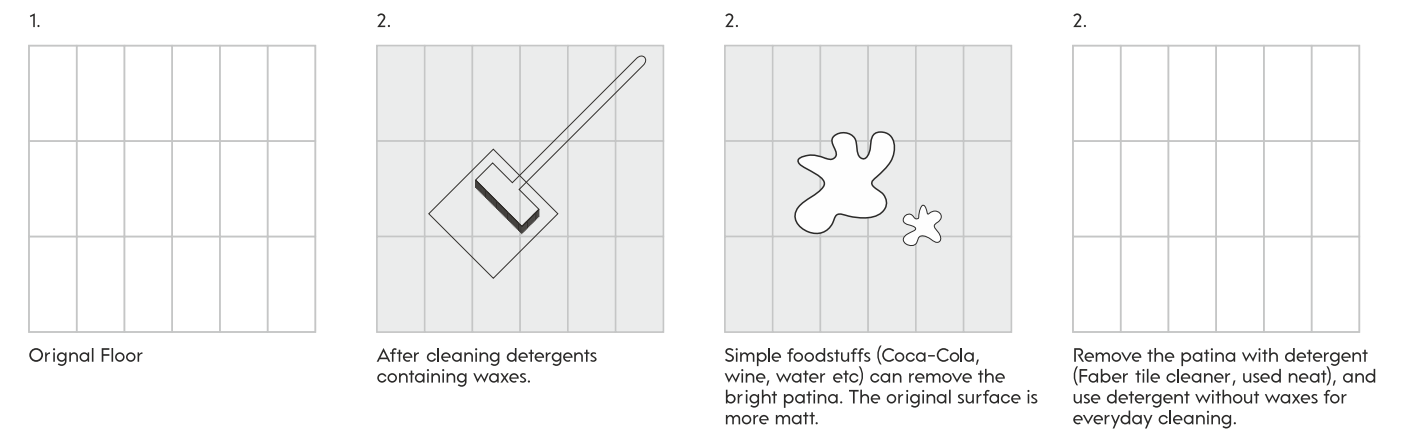 1.
Orignal Floor
2.
After cleaning detergents
containing waxes.
2.
Simple foodstuffs (Coca-Cola,
wine, water etc) can remove the
bright patina. The original surface is
more matt.
2.
Remove the patina with detergent
(Faber tile cleaner, used neat), and
use detergent without waxes for
everyday cleaning.